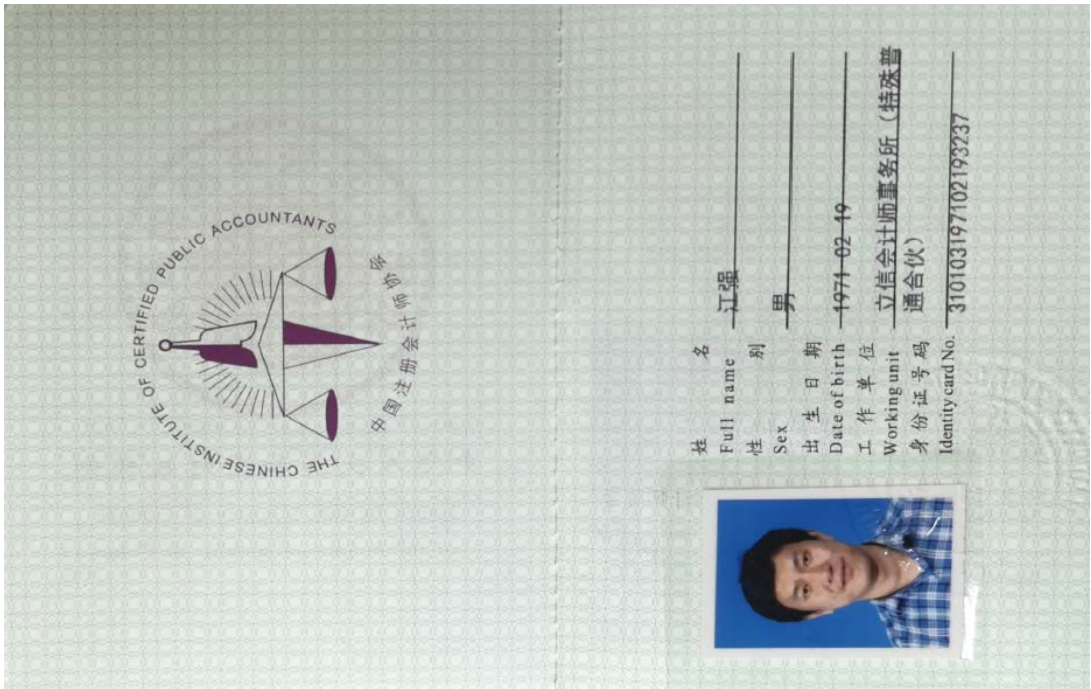 THE CHINESE INSTITUTE OF CERTIFIED PUBLIC ACCOUNTANTS
中国注册会计师协会
姓 名 江强
Full name
性 别 男
Sex
出生日期 1971-02-19
Date of birth
工作单位 立信会计师事务所（特殊普
Working unit 通合伙）
身份证号码 310103197102193237
Identity card No.